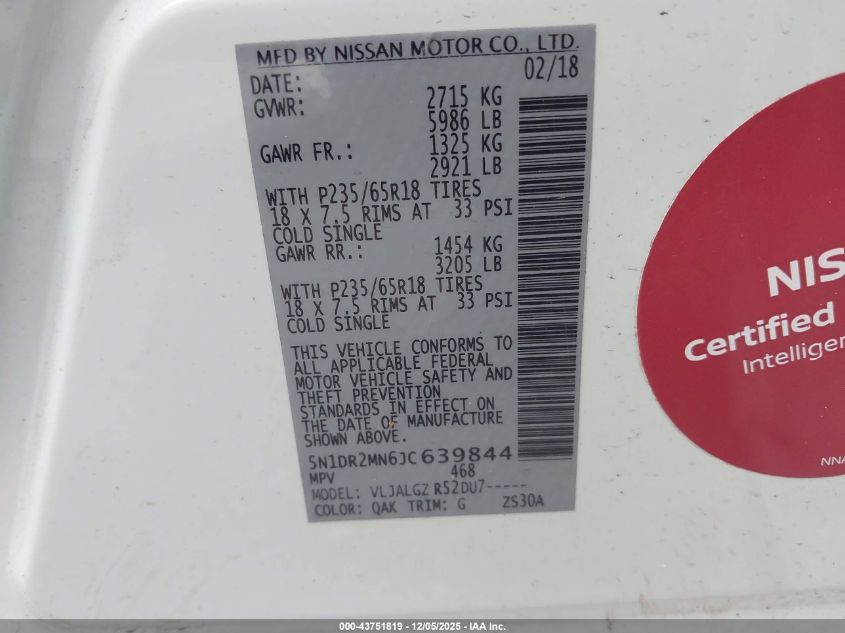 MFD BY NISSAN MOTOR CO., LTD.
DATE: 02/18
GVWR: 2715 KG
5986 LB
GAWR FR.: 1325 KG
2921 LB
WITH P235/65R18 TIRES
18 X 7.5 RIMS AT 33 PSI
COLD SINGLE
GAWR RR.: 1454 KG
3205 LB
WITH P235/65R18 TIRES
18 X 7.5 RIMS AT 33 PSI
COLD SINGLE
THIS VEHICLE CONFORMS TO
ALL APPLICABLE FEDERAL
MOTOR VEHICLE SAFETY AND
THEFT PREVENTION
STANDARDS IN EFFECT ON
THE DATE OF MANUFACTURE
SHOWN ABOVE.
5N1DR2MN6JC639844
MPV 468
MODEL: VLJALGZ R52DU7-----
COLOR: QAK TRIM: G ZS30A
NIS
Certified
Intelligen
NNA
000-43751819 - 12/05/2025 - IAA Inc.